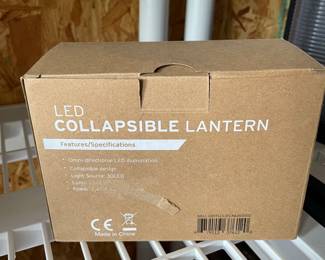 LED
COLLAPSIBLE LANTERN
Features/Specifications
• Omni-directional LED illumination
• Collapsible design
• Light Source: 30LED
CE
Made in China